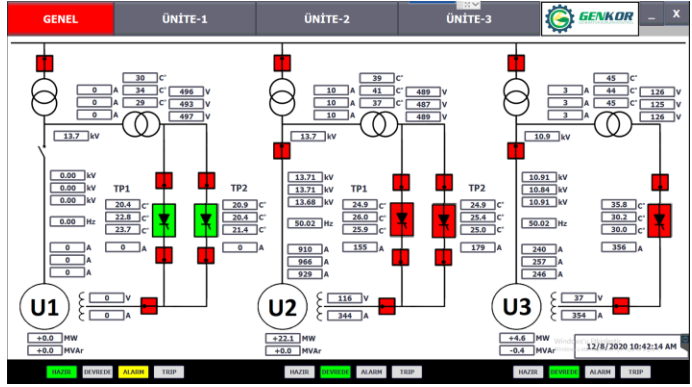 GENEL ÜNİTE-1 ÜNİTE-2 ÜNİTE-3 GENKOR _ X
30 C° 39 C° 45 C°
0 A 34 C° 496 V 10 A 41 C° 489 V 3 A 44 C° 126 V
0 A 29 C° 493 V 10 A 37 C° 487 V 3 A 45 C° 125 V
0 A 497 V 10 A 489 V 3 A 126 V
13.7 kV 13.7 kV 10.9 kV
0.00 kV 13.71 kV 10.91 kV
0.00 kV TP1 TP2 13.71 kV TP1 TP2 10.84 kV
0.00 kV 20.4 C° 20.9 C° 13.68 kV 24.9 C° 24.9 C° 10.91 kV 35.8 C°
22.8 C° 20.4 C° 26.0 C° 25.4 C° 30.2 C°
0.00 Hz 23.7 C° 21.4 C° 50.02 Hz 25.9 C° 25.0 C° 50.02 Hz 30.0 C°
0 A 0 A 0 A 910 A 155 A 179 A 240 A 356 A
0 A 966 A 257 A
0 A 929 A 246 A
U1 0 V U2 116 V U3 37 V
0 A 344 A 354 A
+0.0 MW +22.1 MW +4.6 MW
+0.0 MVAr +0.0 MVAr -0.4 MVAr 12/8/2020 10:42:14 AM
HAZIR DEVREDE ALARM TRIP HAZIR DEVREDE ALARM TRIP HAZIR DEVREDE ALARM TRIP